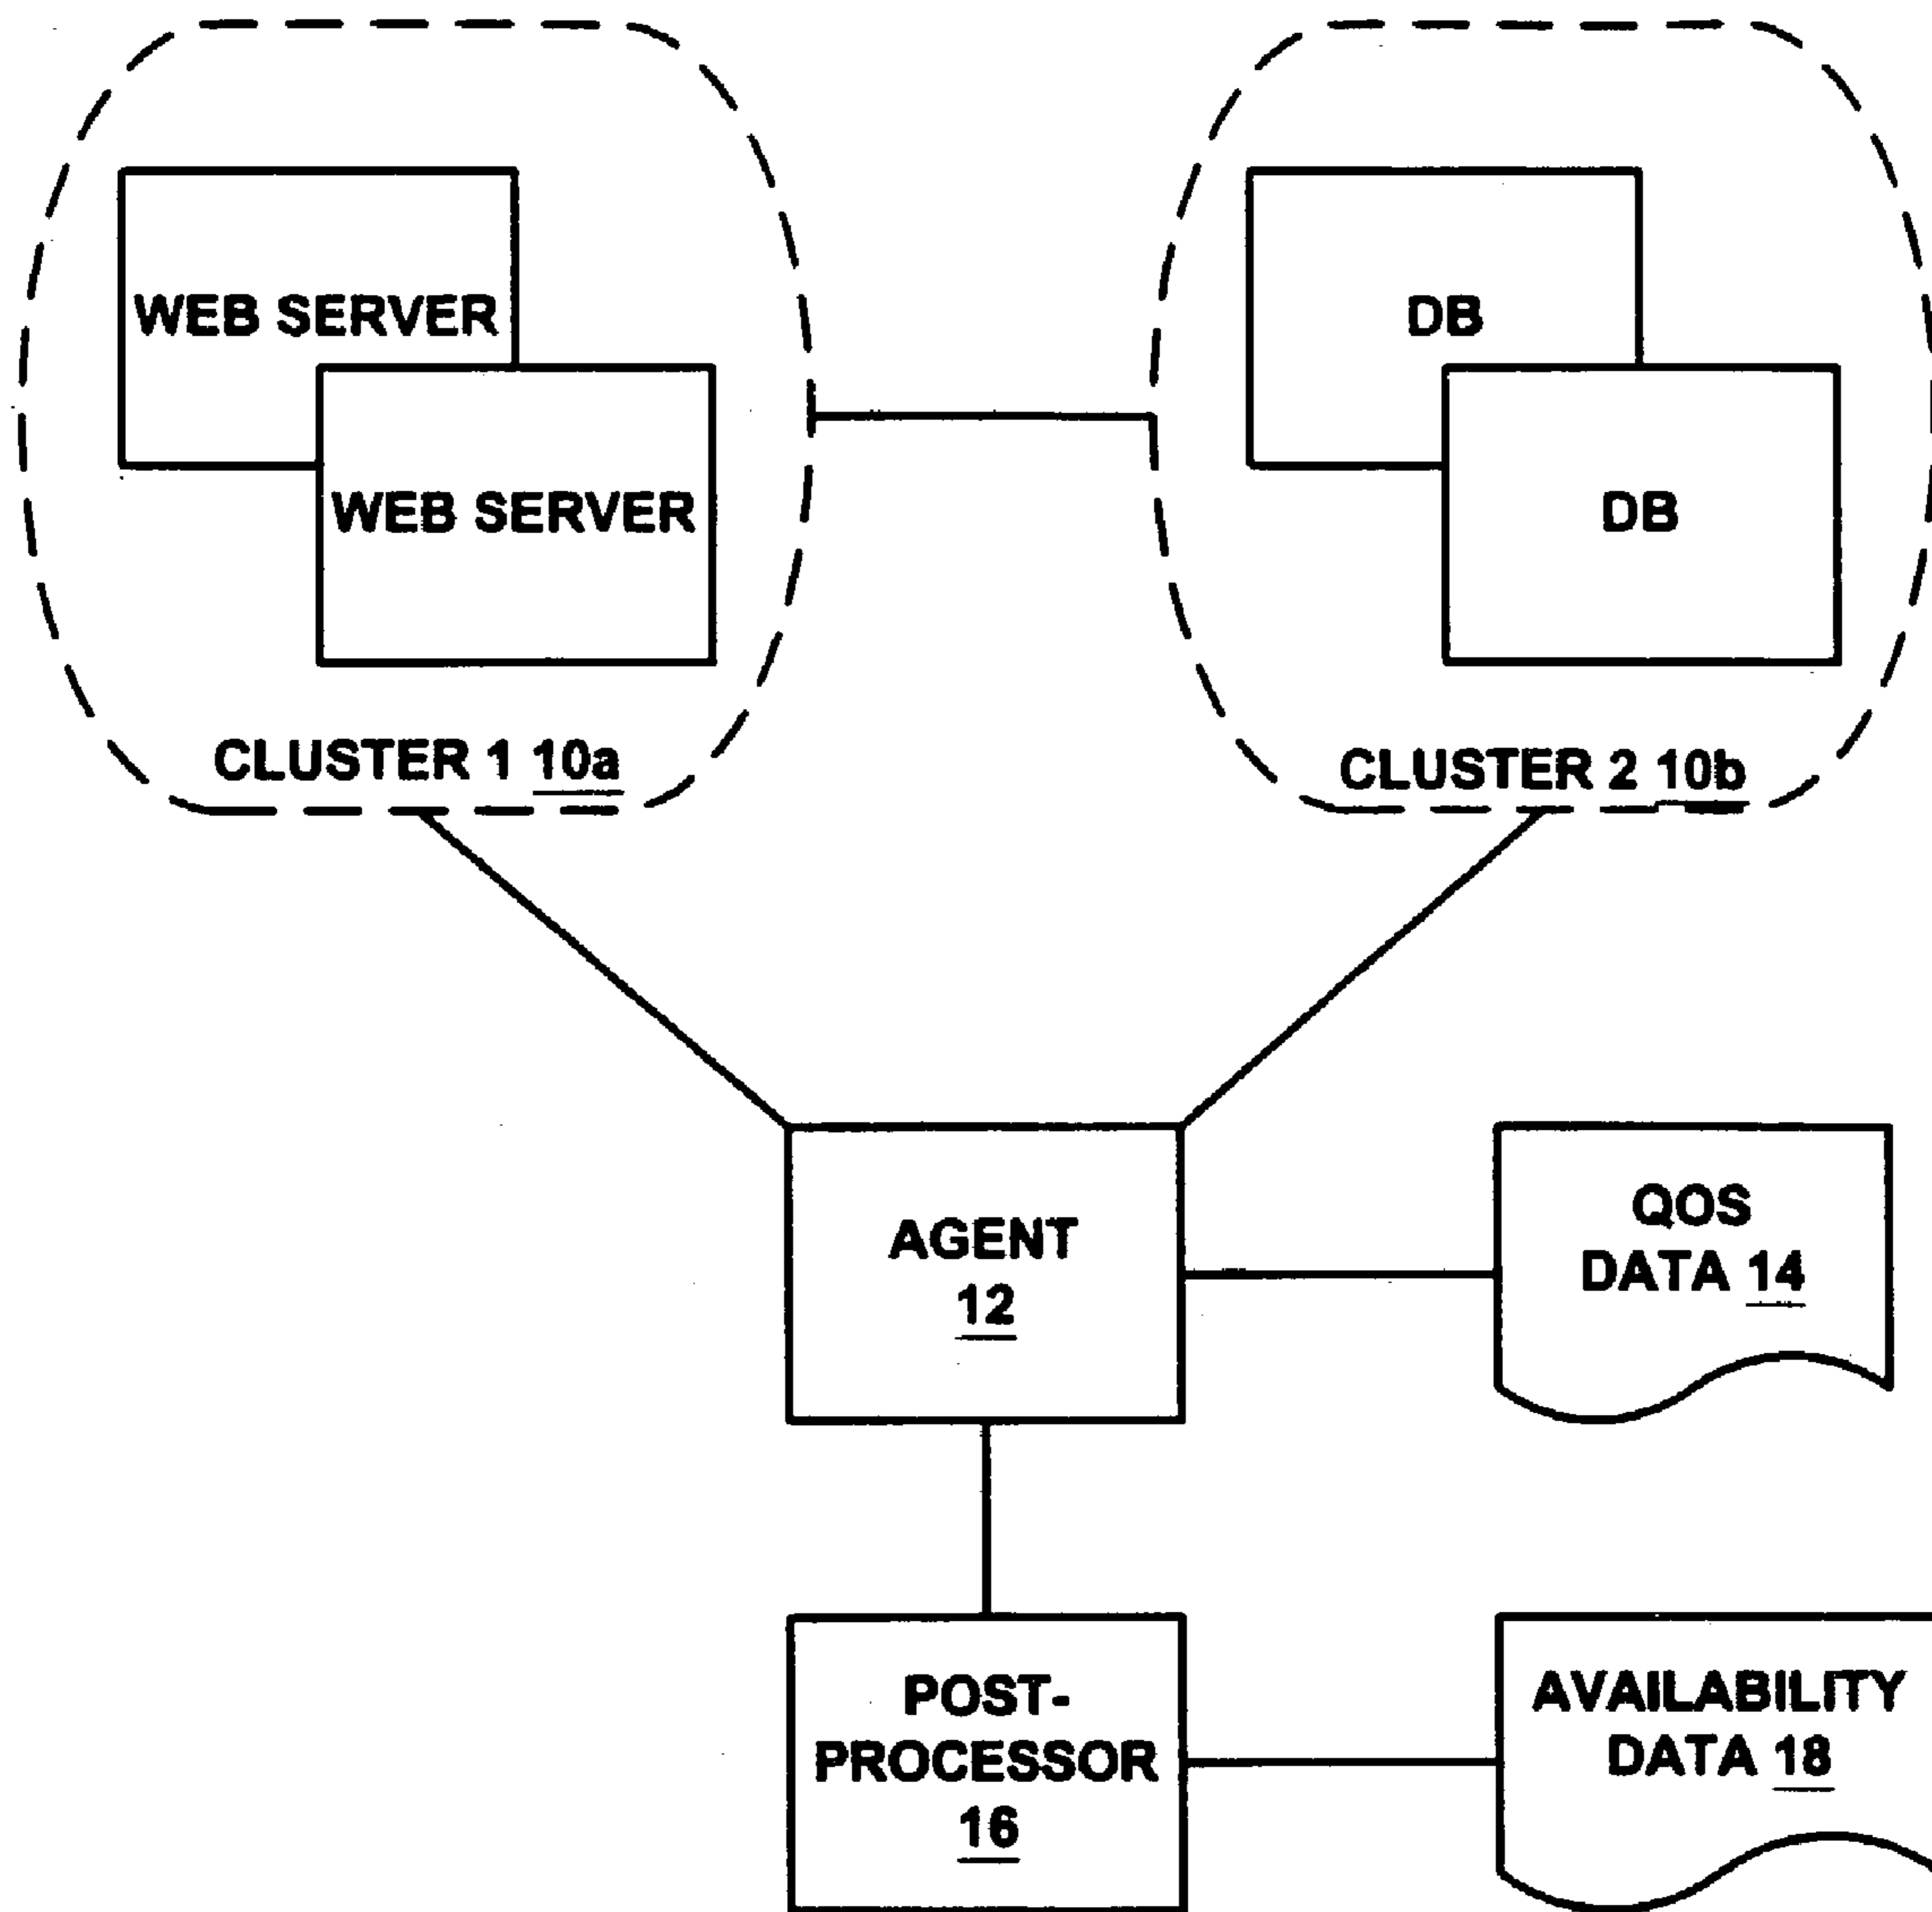 WEB SERVER
WEB SERVER
CLUSTER 1 10a
DB
DB
CLUSTER 2 10b
AGENT
12
QOS
DATA 14
POST-
PROCESSOR
16
AVAILABILITY
DATA 18